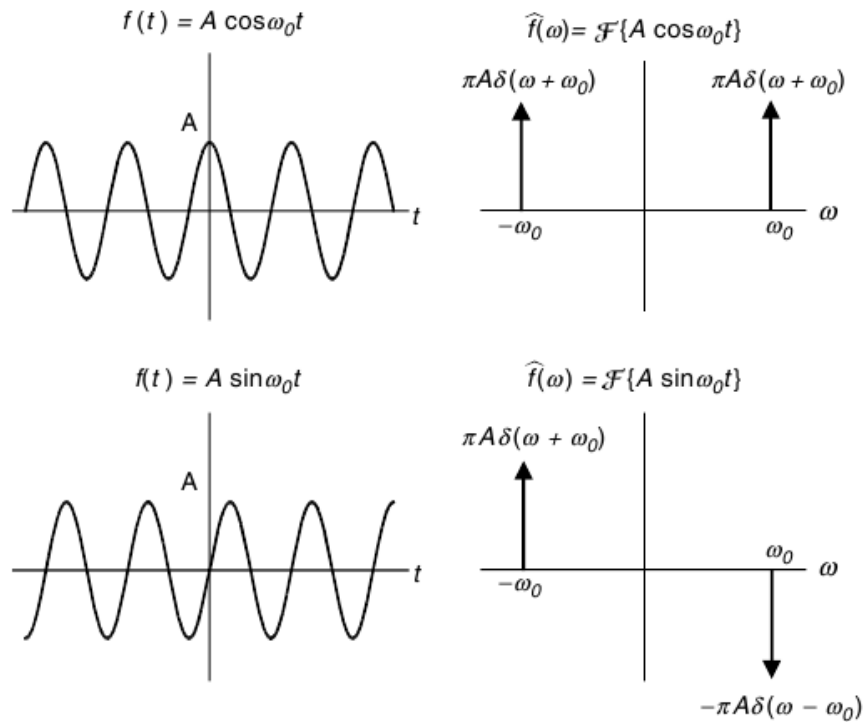 f(t) = A cosω₀t
A
t
f̂(ω) = ℱ{A cosω₀t}
πAδ(ω + ω₀)
πAδ(ω + ω₀)
−ω₀
ω₀
ω
f(t) = A sinω₀t
A
t
f̂(ω) = ℱ{A sinω₀t}
πAδ(ω + ω₀)
ω₀
−ω₀
ω
−πAδ(ω − ω₀)